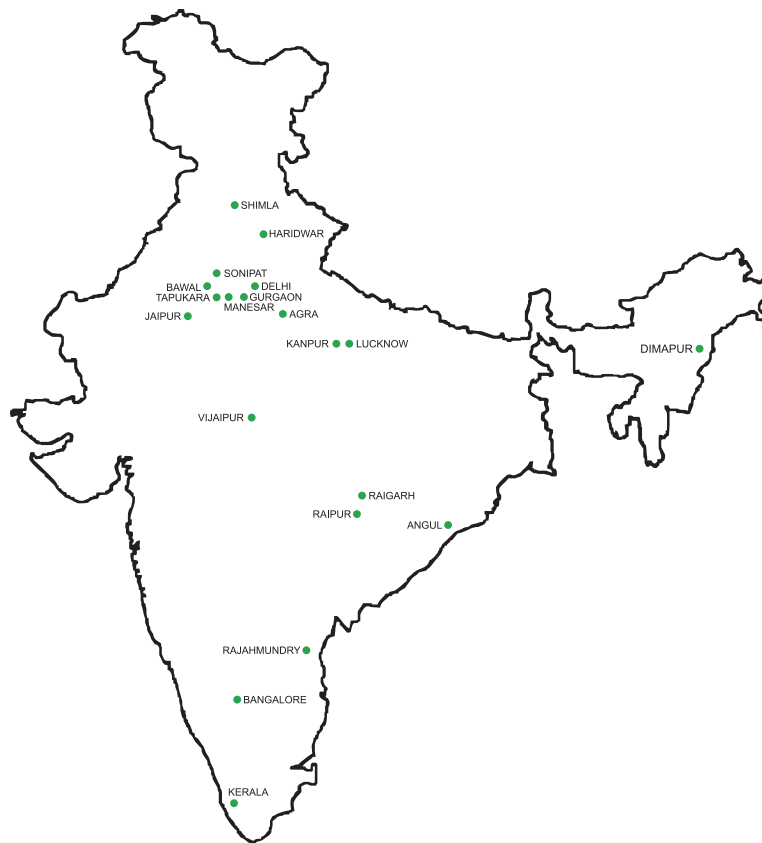 SHIMLA
HARIDWAR
SONIPAT
BAWAL
DELHI
TAPUKARA
GURGAON
MANESAR
JAIPUR
AGRA
KANPUR
LUCKNOW
DIMAPUR
VIJAIPUR
RAIGARH
RAIPUR
ANGUL
RAJAHMUNDRY
BANGALORE
KERALA